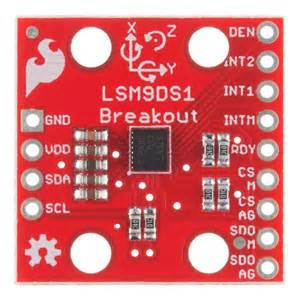 X Z
Y
LSM9DS1
Breakout
GND
VDD
SDA
SCL
DEN
INT2
INT1
INTM
RDY
CS
M
CS
AG
SDO
M
SDO
AG